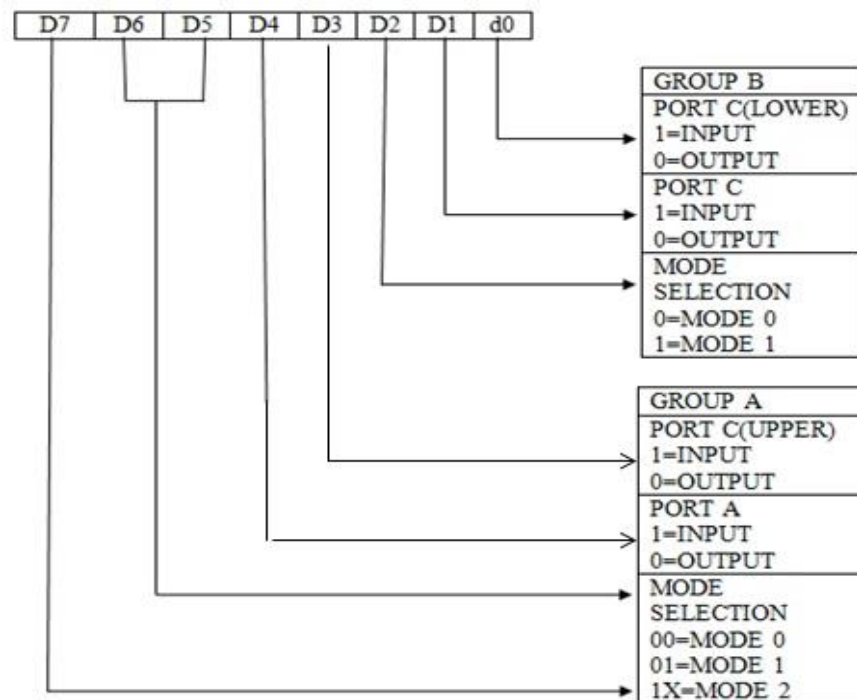 D7 D6 D5 D4 D3 D2 D1 d0
GROUP B
PORT C(LOWER)
1=INPUT
0=OUTPUT
PORT C
1=INPUT
0=OUTPUT
MODE
SELECTION
0=MODE 0
1=MODE 1
GROUP A
PORT C(UPPER)
1=INPUT
0=OUTPUT
PORT A
1=INPUT
0=OUTPUT
MODE
SELECTION
00=MODE 0
01=MODE 1
1X=MODE 2